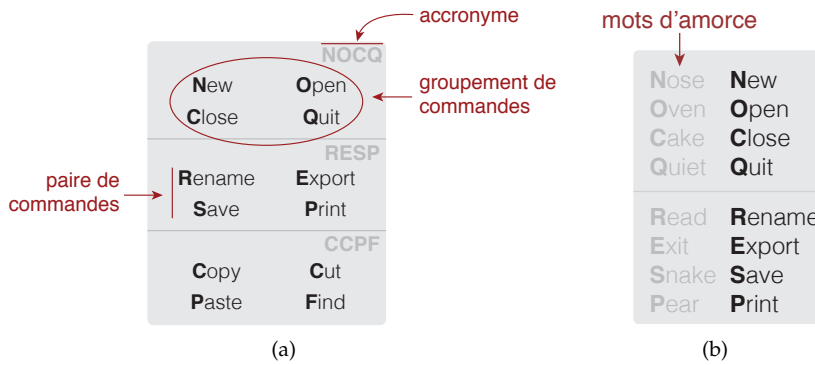 accronyme
NOCQ
New Open
Close Quit
groupement de
commandes
RESP
Rename Export
Save Print
paire de
commandes
CCPF
Copy Cut
Paste Find
(a)
mots d'amorce
Nose New
Oven Open
Cake Close
Quiet Quit
Read Rename
Exit Export
Snake Save
Pear Print
(b)